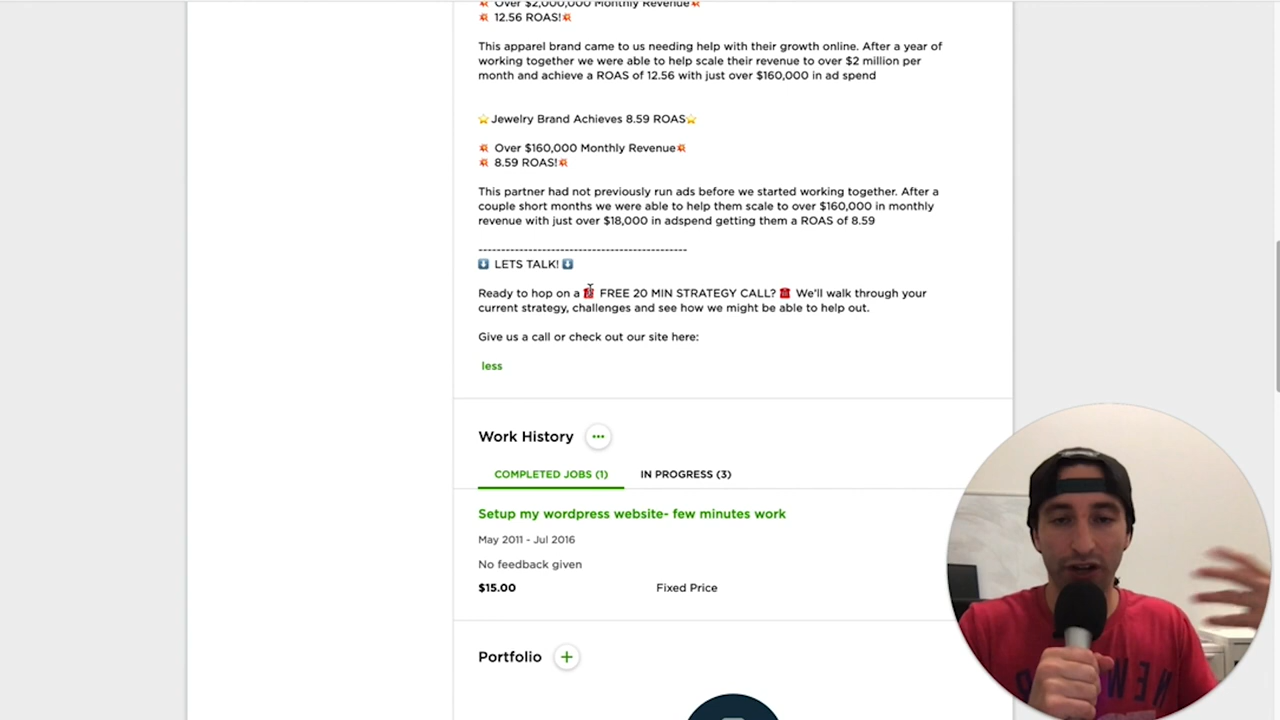 💥 Over $2,000,000 Monthly Revenue💥
💥 12.56 ROAS!💥
This apparel brand came to us needing help with their growth online. After a year of
working together we were able to help scale their revenue to over $2 million per
month and achieve a ROAS of 12.56 with just over $160,000 in ad spend
⭐Jewelry Brand Achieves 8.59 ROAS⭐
💥 Over $160,000 Monthly Revenue💥
💥 8.59 ROAS!💥
This partner had not previously run ads before we started working together. After a
couple short months we were able to help them scale to over $160,000 in monthly
revenue with just over $18,000 in adspend getting them a ROAS of 8.59
----------------------------------------------
⬇️ LETS TALK! ⬇️
Ready to hop on a ☎️ FREE 20 MIN STRATEGY CALL? ☎️ We'll walk through your
current strategy, challenges and see how we might be able to help out.
Give us a call or check out our site here:
less
Work History
COMPLETED JOBS (1) IN PROGRESS (3)
Setup my wordpress website- few minutes work
May 2011 - Jul 2016
No feedback given
$15.00 Fixed Price
Portfolio